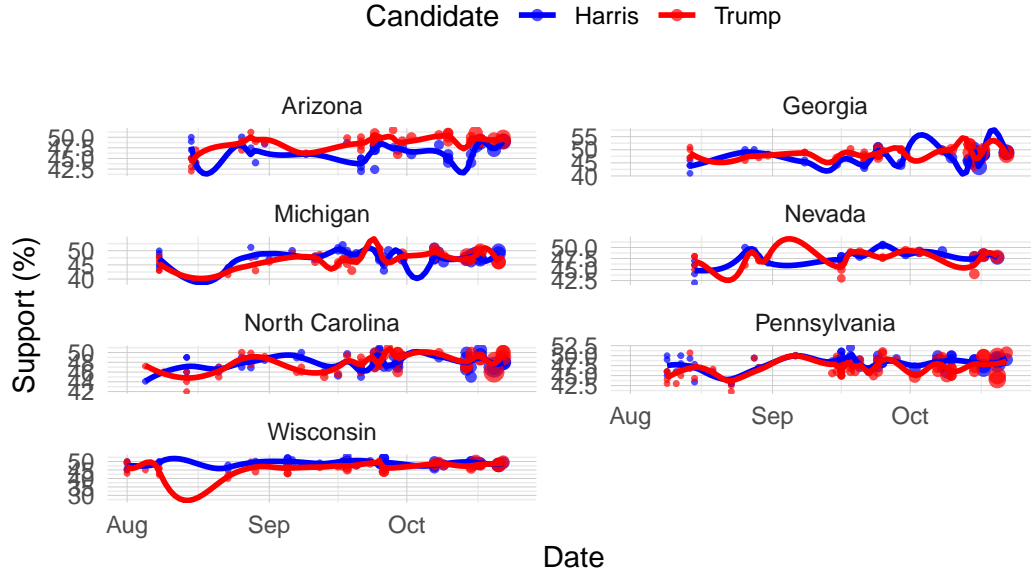 Candidate Harris Trump
Arizona
50.0
47.5
45.0
42.5
Georgia
55
50
45
40
Michigan
50
45
40
Nevada
50.0
47.5
45.0
42.5
North Carolina
50
48
46
44
42
Pennsylvania
52.5
50.0
47.5
45.0
42.5
Aug Sep Oct
Wisconsin
50
45
40
35
30
Aug Sep Oct
Support (%)
Date